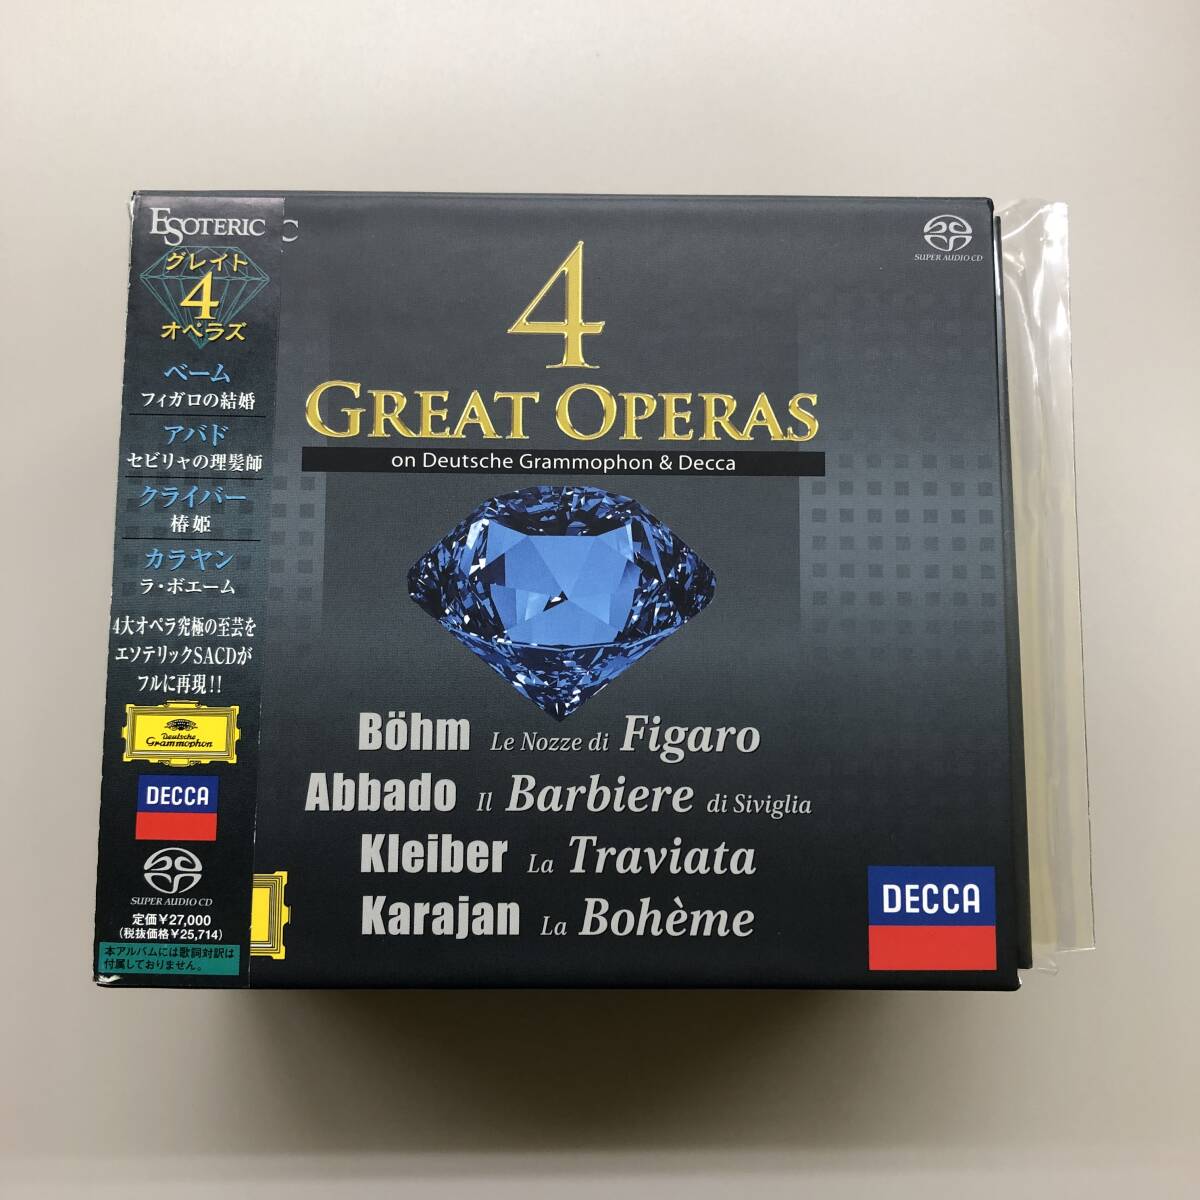 ESOTERIC
グレイト
4
オペラズ
ベーム
フィガロの結婚
アバド
セビリャの理髪師
クライバー
椿姫
カラヤン
ラ・ボエーム
4大オペラ究極の至芸を
エソテリックSACDが
フルに再現!!
Deutsche
Grammophon
DECCA
SUPER AUDIO CD
定価¥27,000
(税抜価格¥25,714)
本アルバムには歌詞対訳は
付属しておりません。
C
SUPER AUDIO CD
4
GREAT OPERAS
on Deutsche Grammophon & Decca
Böhm Le Nozze di Figaro
Abbado Il Barbiere di Siviglia
Kleiber La Traviata
Karajan La Bohème
DECCA